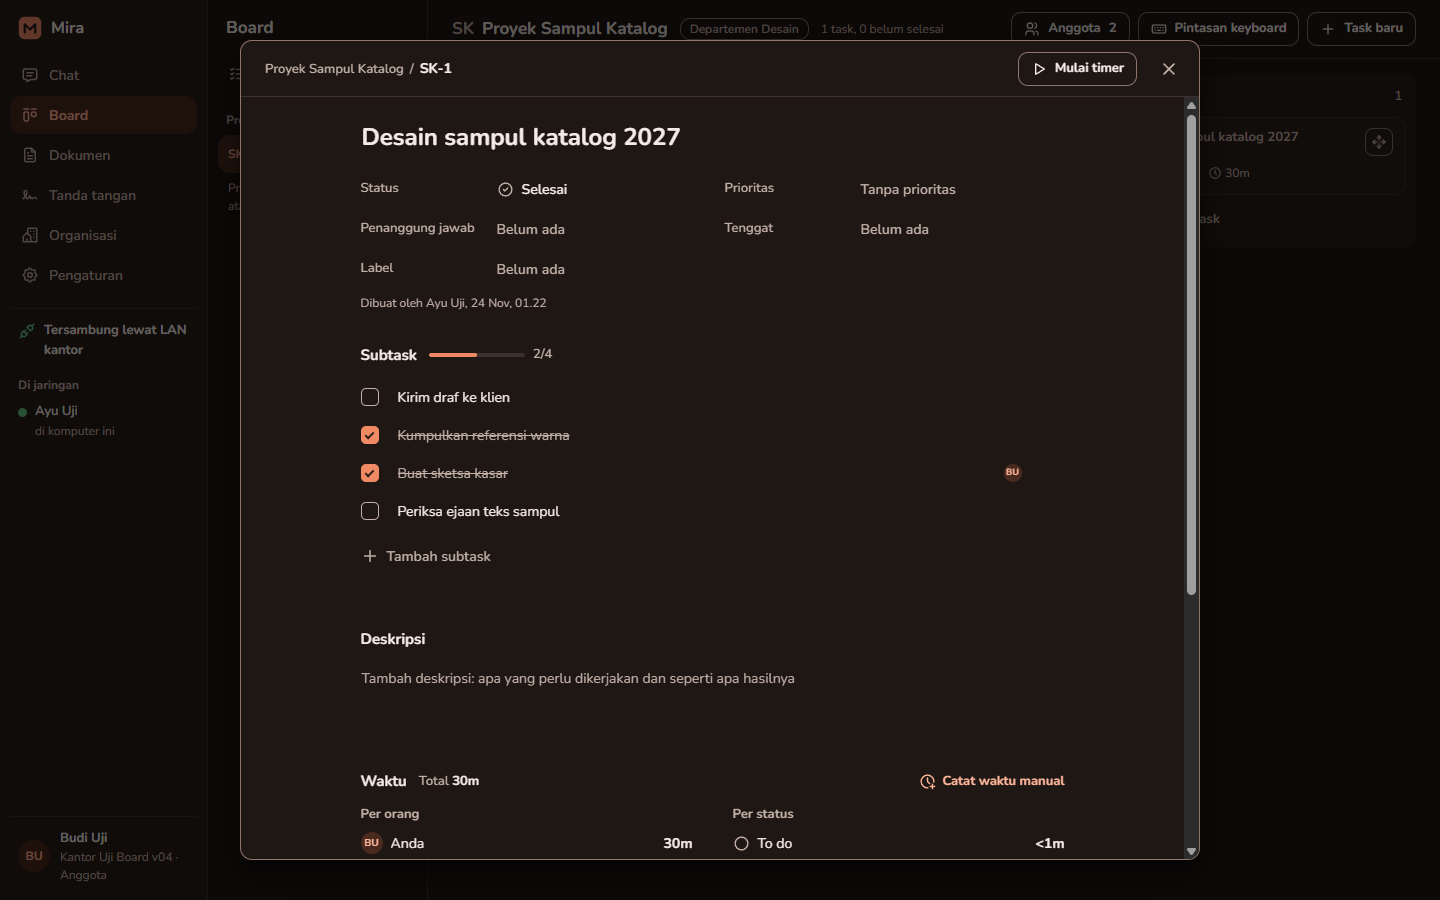 Mira
Chat
Board
Dokumen
Tanda tangan
Organisasi
Pengaturan
Tersambung lewat LAN
kantor
Di jaringan
Ayu Uji
di komputer ini
BU
Budi Uji
Kantor Uji Board v04 ·
Anggota
Board
SK Proyek Sampul Katalog
Departemen Desain
1 task, 0 belum selesai
Anggota 2
Pintasan keyboard
Task baru
1
katalog 2027
30m
Proyek Sampul Katalog / SK-1
Mulai timer
Desain sampul katalog 2027
Status
Selesai
Prioritas
Tanpa prioritas
Penanggung jawab
Belum ada
Tenggat
Belum ada
Label
Belum ada
Dibuat oleh Ayu Uji, 24 Nov, 01.22
Subtask
2/4
Kirim draf ke klien
Kumpulkan referensi warna
Buat sketsa kasar
BU
Periksa ejaan teks sampul
Tambah subtask
Deskripsi
Tambah deskripsi: apa yang perlu dikerjakan dan seperti apa hasilnya
Waktu
Total 30m
Catat waktu manual
Per orang
Per status
BU
Anda
30m
To do
<1m